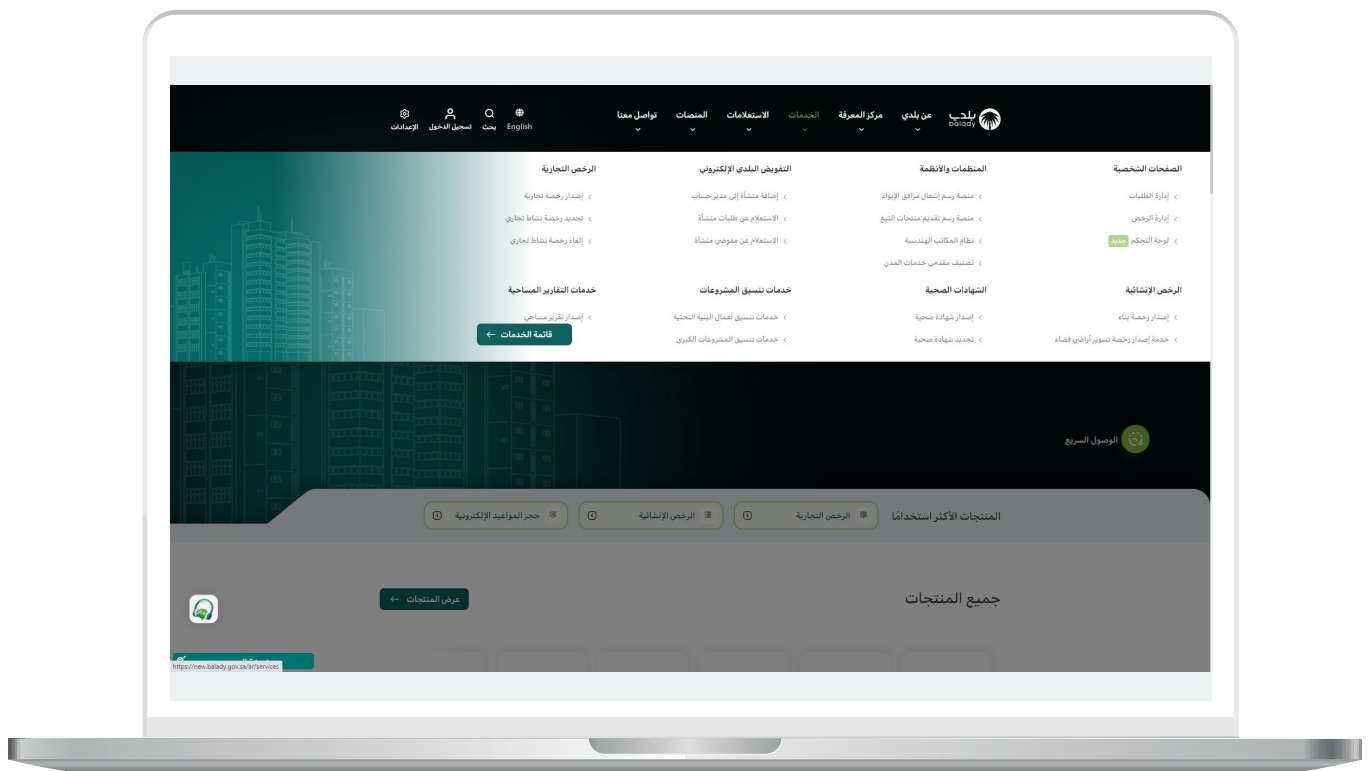 بلدي
balady
عن بلدي
مركز المعرفة
الخدمات
الاستعلامات
المنصات
تواصل معنا
English
بحث
تسجيل الدخول
الإعدادات
الصفحات الشخصية
إدارة الطلبات
إدارة الرخص
لوحة التحكم جديد
المنظمات والأنظمة
منصة رسم إشغال مرافق الإيواء
منصة رسم تقديم منتجات التبغ
نظام المكاتب الهندسية
تصنيف مقدمي خدمات المدن
التفويض البلدي الإلكتروني
إضافة منشأة إلى مدير حساب
الاستعلام عن طلبات منشأة
الاستعلام عن مفوضي منشأة
الرخص التجارية
إصدار رخصة تجارية
تجديد رخصة نشاط تجاري
إلغاء رخصة نشاط تجاري
الرخص الإنشائية
إصدار رخصة بناء
خدمة إصدار رخصة تسوير أراضي فضاء
الشهادات الصحية
إصدار شهادة صحية
تجديد شهادة صحية
خدمات تنسيق المشروعات
خدمات تنسيق أعمال البنية التحتية
خدمات تنسيق المشروعات الكبرى
خدمات التقارير المساحية
إصدار تقرير مساحي
قائمة الخدمات
الوصول السريع
المنتجات الأكثر استخدامًا
الرخص التجارية
الرخص الإنشائية
حجز المواعيد الإلكترونية
جميع المنتجات
عرض المنتجات
https://new.balady.gov.sa/ar/services